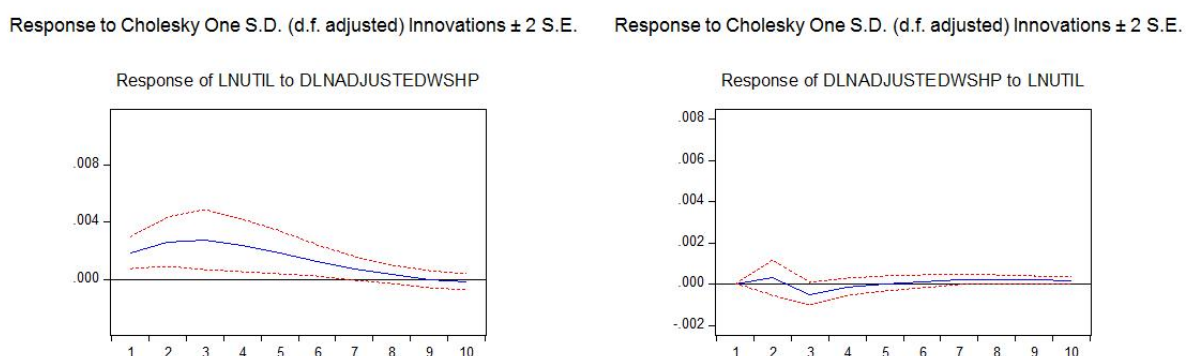 Response to Cholesky One S.D. (d.f. adjusted) Innovations ± 2 S.E.
Response of LNUTIL to DLNADJUSTEDWSHP
.008
.004
.000
1 2 3 4 5 6 7 8 9 10
Response to Cholesky One S.D. (d.f. adjusted) Innovations ± 2 S.E.
Response of DLNADJUSTEDWSHP to LNUTIL
.008
.006
.004
.002
.000
-.002
1 2 3 4 5 6 7 8 9 10